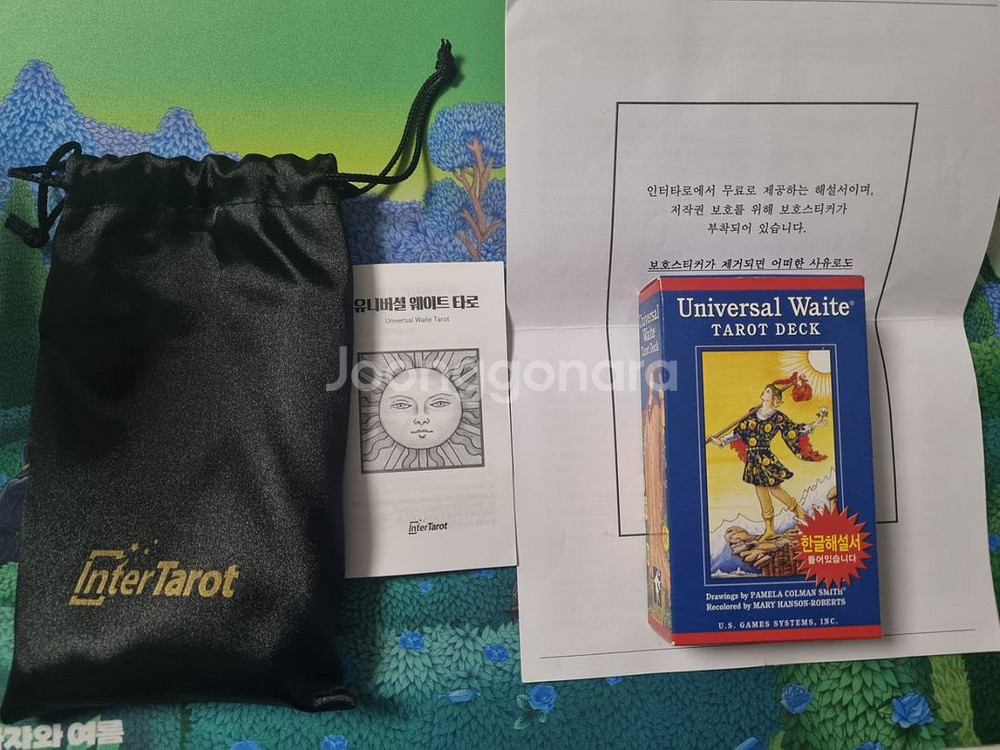 인터타로에서 무료로 제공하는 해설서이며,
저작권 보호를 위해 보호스티커가
부착되어 있습니다.
보호스티커가 제거되면 어떠한 사유로도
유니버셜 웨이트 타로
Universal Waite Tarot
InterTarot
InterTarot
Universal
Waite
Tarot Deck
Universal Waite®
TAROT DECK
한글해설서
들어있습니다
Drawings by PAMELA COLMAN SMITH®
Recolored by MARY HANSON-ROBERTS
U.S. GAMES SYSTEMS, INC.
Joonggonara
자와 여름